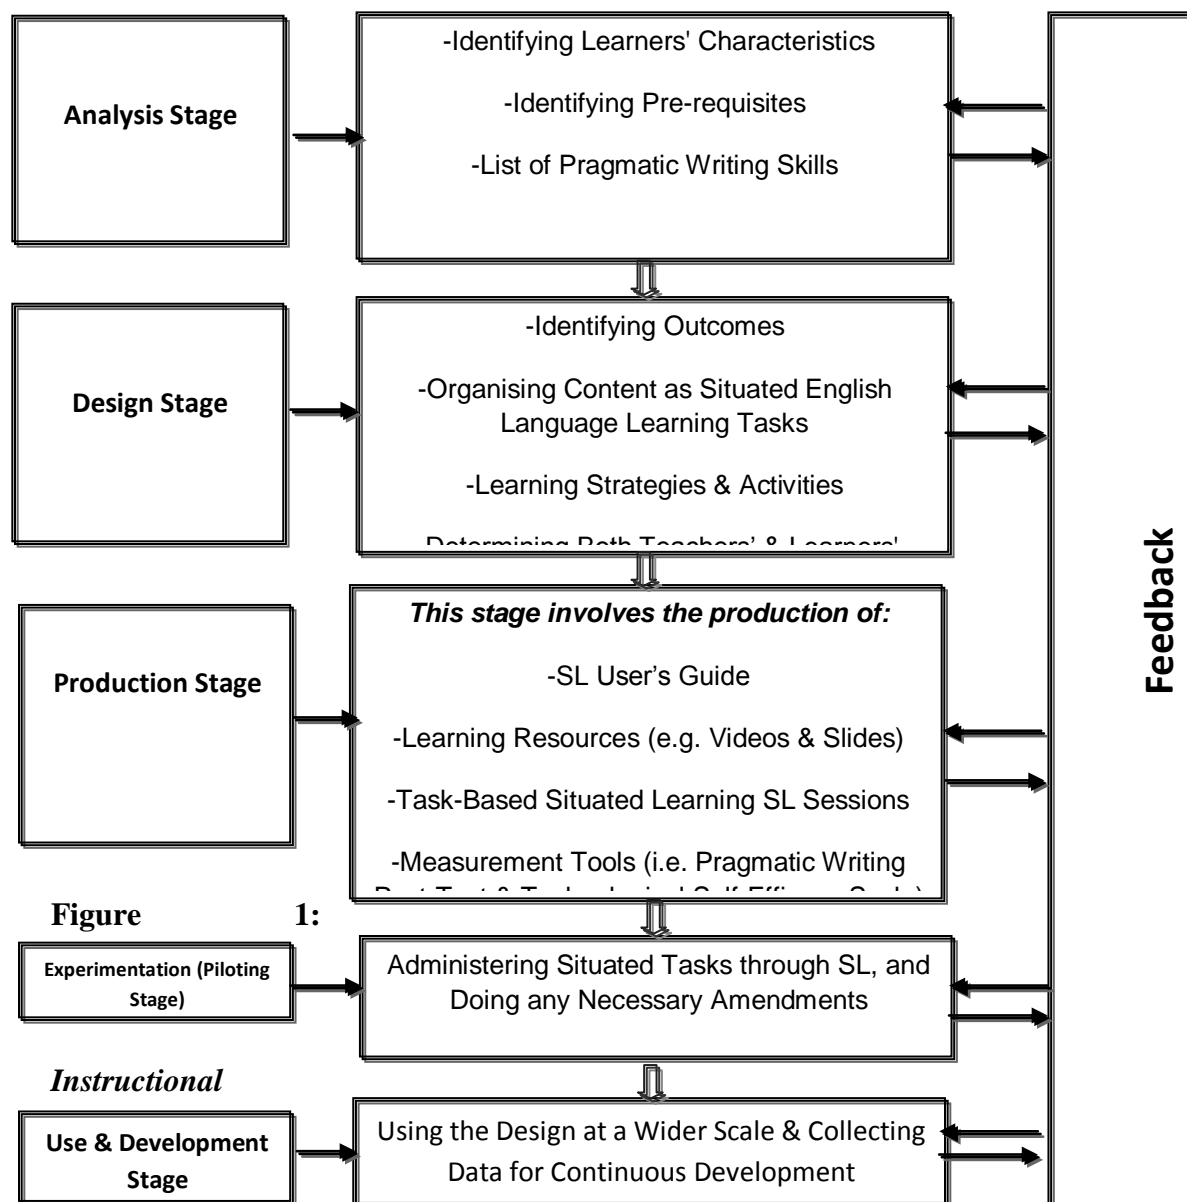 Analysis Stage
-Identifying Learners' Characteristics
-Identifying Pre-requisites
-List of Pragmatic Writing Skills
Design Stage
-Identifying Outcomes
-Organising Content as Situated English
Language Learning Tasks
-Learning Strategies & Activities
Determining Both Teachers' & Learners'
Production Stage
This stage involves the production of:
-SL User’s Guide
-Learning Resources (e.g. Videos & Slides)
-Task-Based Situated Learning SL Sessions
-Measurement Tools (i.e. Pragmatic Writing
Figure 1:
Experimentation (Piloting
Stage)
Administering Situated Tasks through SL, and
Doing any Necessary Amendments
Instructional
Use & Development
Stage
Using the Design at a Wider Scale & Collecting
Data for Continuous Development
Feedback